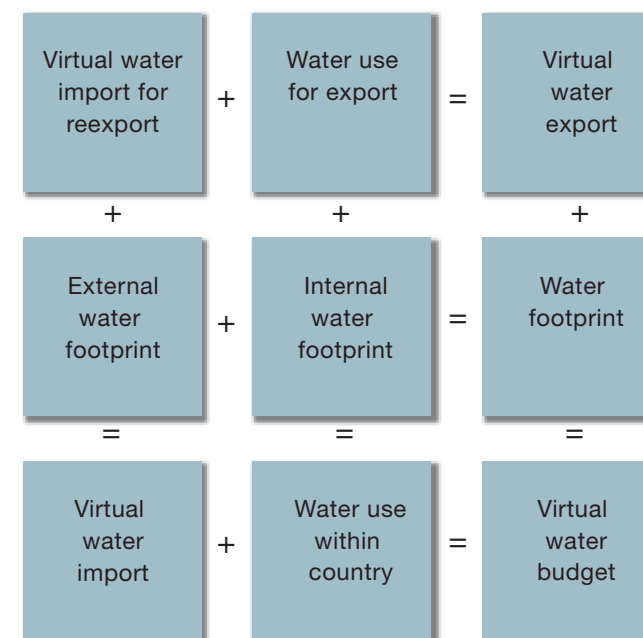 Virtual water
import for
reexport
+
Water use
for export
=
Virtual
water
export
+
+
+
External
water
footprint
+
Internal
water
footprint
=
Water
footprint
=
=
=
Virtual
water
import
+
Water use
within
country
=
Virtual
water
budget